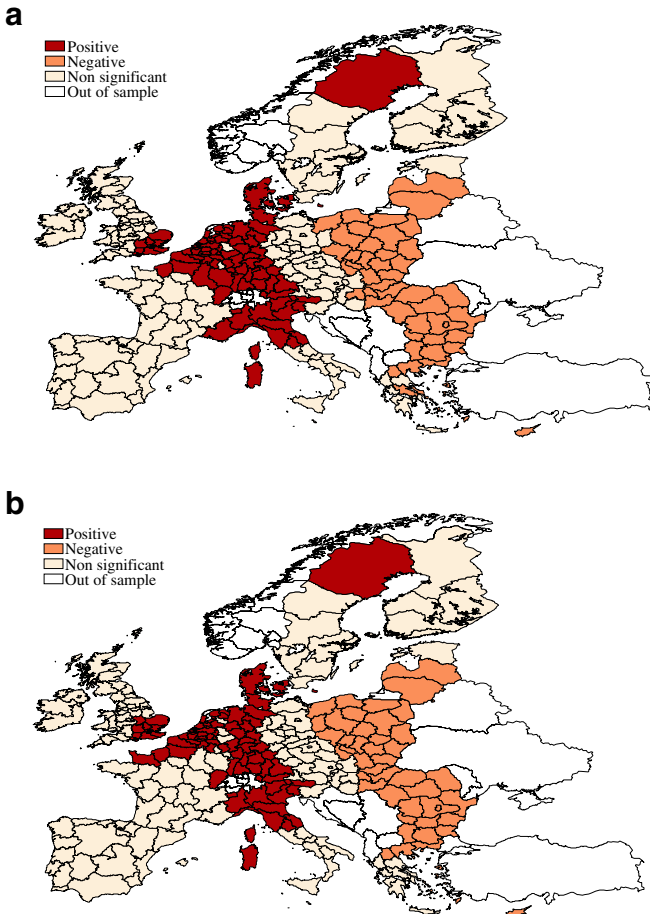 a
Positive
Negative
Non significant
Out of sample
b
Positive
Negative
Non significant
Out of sample